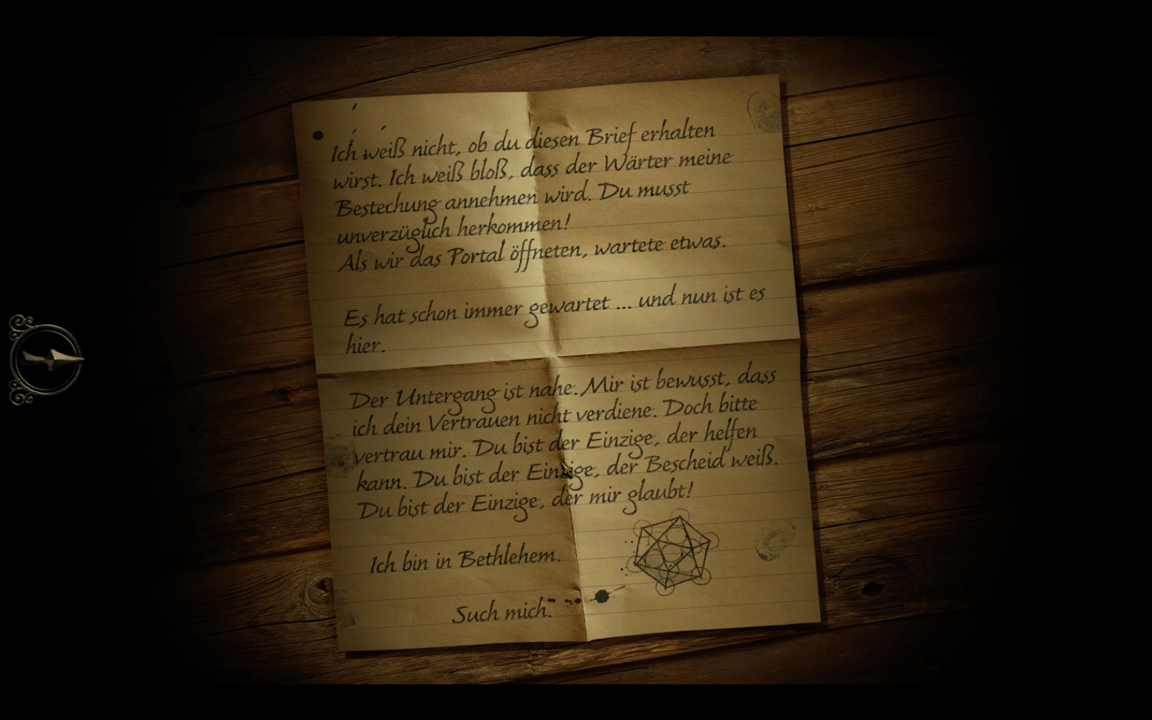 Ich weiß nicht, ob du diesen Brief erhalten
wirst. Ich weiß bloß, dass der Wärter meine
Bestechung annehmen wird. Du musst
unverzüglich herkommen!
Als wir das Portal öffneten, wartete etwas.
Es hat schon immer gewartet ... und nun ist es
hier.
Der Untergang ist nahe. Mir ist bewusst, dass
ich dein Vertrauen nicht verdiene. Doch bitte
vertrau mir. Du bist der Einzige, der helfen
kann. Du bist der Einzige, der Bescheid weiß.
Du bist der Einzige, der mir glaubt!
Ich bin in Bethlehem.
Such mich.